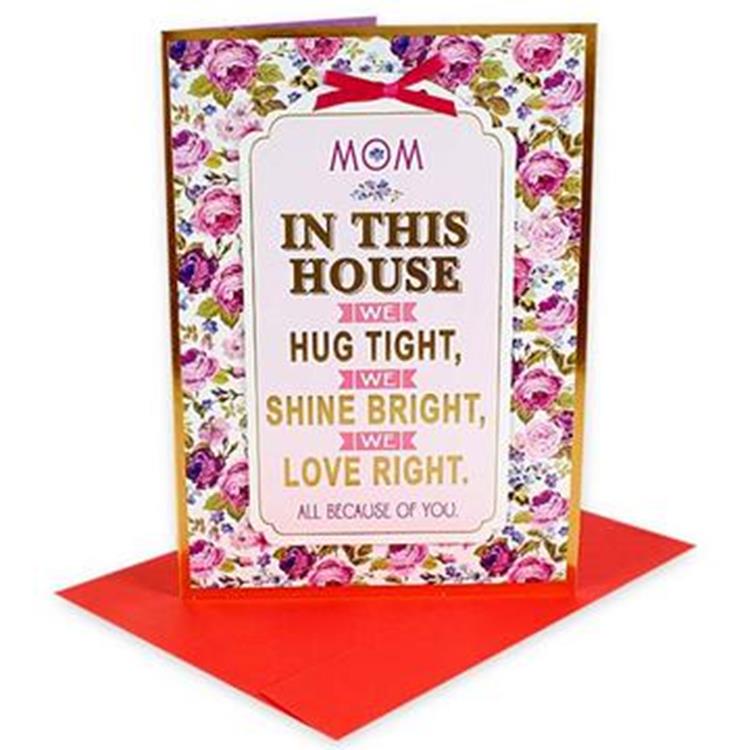 MOM
IN THIS
HOUSE
WE
HUG TIGHT,
WE
SHINE BRIGHT,
WE
LOVE RIGHT.
ALL BECAUSE OF YOU.